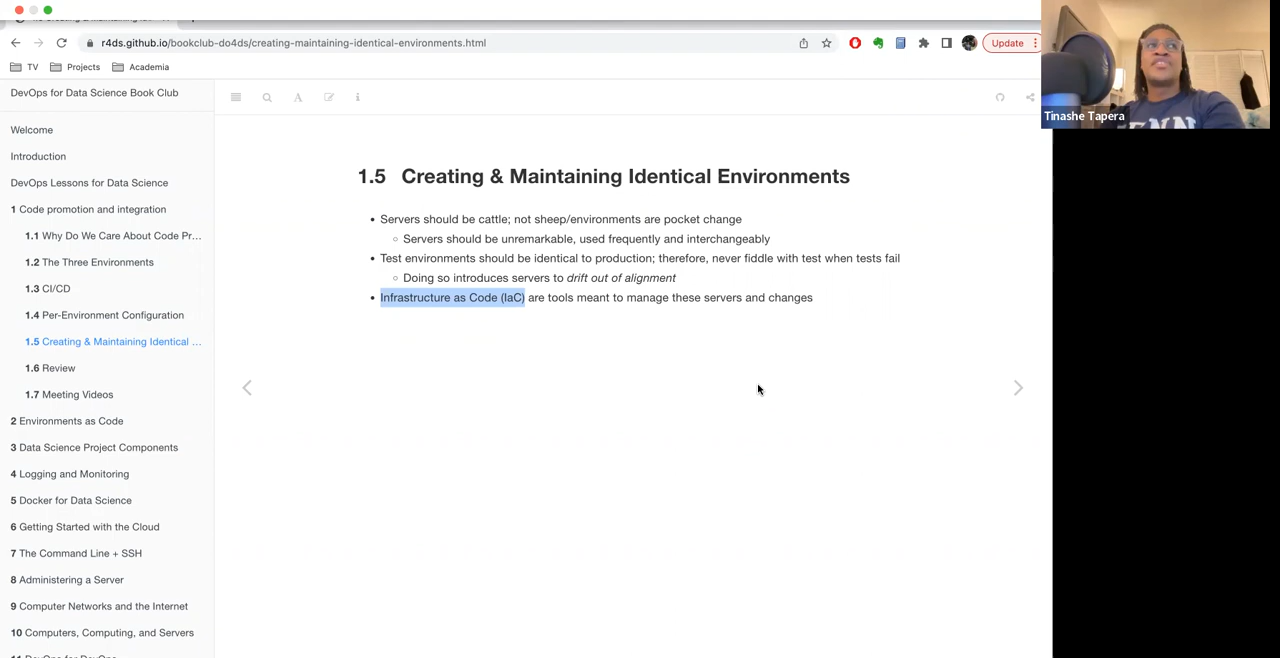 r4ds.github.io/bookclub-do4ds/creating-maintaining-identical-environments.html
Update
TV Projects Academia
Tinashe Tapera
DevOps for Data Science Book Club
Welcome
Introduction
DevOps Lessons for Data Science
1 Code promotion and integration
1.1 Why Do We Care About Code Pr...
1.2 The Three Environments
1.3 CI/CD
1.4 Per-Environment Configuration
1.5 Creating & Maintaining Identical ...
1.6 Review
1.7 Meeting Videos
2 Environments as Code
3 Data Science Project Components
4 Logging and Monitoring
5 Docker for Data Science
6 Getting Started with the Cloud
7 The Command Line + SSH
8 Administering a Server
9 Computer Networks and the Internet
10 Computers, Computing, and Servers
1.5 Creating & Maintaining Identical Environments
• Servers should be cattle; not sheep/environments are pocket change
○ Servers should be unremarkable, used frequently and interchangeably
• Test environments should be identical to production; therefore, never fiddle with test when tests fail
○ Doing so introduces servers to drift out of alignment
• Infrastructure as Code (IaC) are tools meant to manage these servers and changes